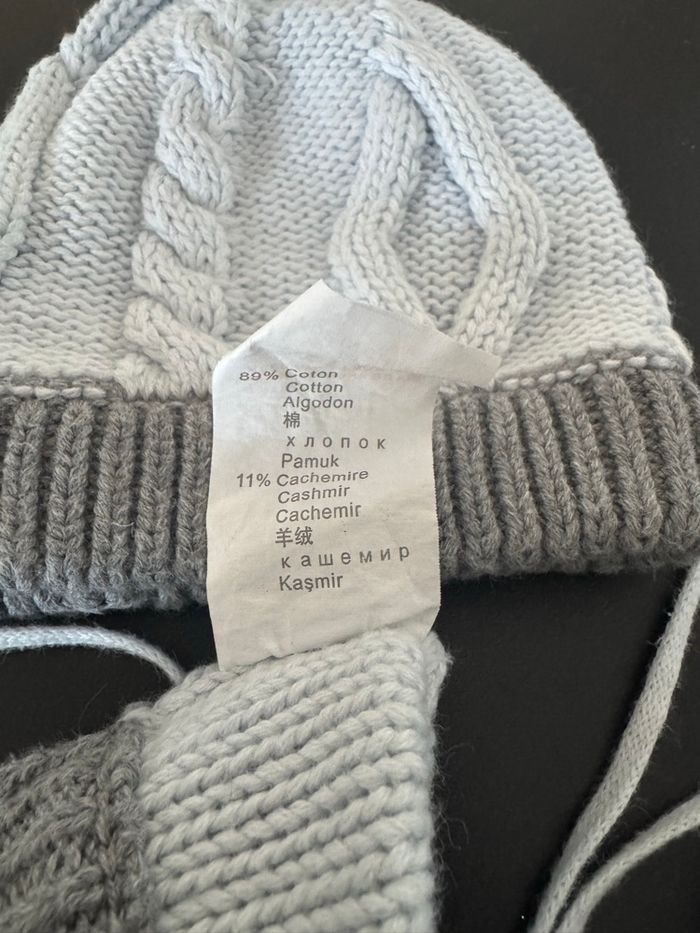 89% Coton
Cotton
Algodon
棉
хлопок
Pamuk
11% Cachemire
Cashmir
Cachemir
羊绒
кашемир
Kaşmir